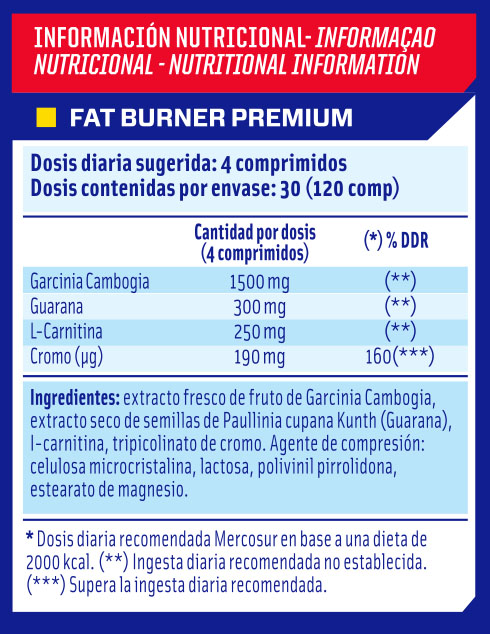 INFORMACIÓN NUTRICIONAL- INFORMAÇAO
NUTRICIONAL - NUTRITIONAL INFORMATION
FAT BURNER PREMIUM
Dosis diaria sugerida: 4 comprimidos
Dosis contenidas por envase: 30 (120 comp)
Cantidad por dosis
(4 comprimidos) (*) % DDR
Garcinia Cambogia 1500 mg (**)
Guarana 300 mg (**)
L-Carnitina 250 mg (**)
Cromo (µg) 190 mg 160(***)
Ingredientes: extracto fresco de fruto de Garcinia Cambogia,
extracto seco de semillas de Paullinia cupana Kunth (Guarana),
l-carnitina, tripicolinato de cromo. Agente de compresión:
celulosa microcristalina, lactosa, polivinil pirrolidona,
estearato de magnesio.
* Dosis diaria recomendada Mercosur en base a una dieta de
2000 kcal. (**) Ingesta diaria recomendada no establecida.
(***) Supera la ingesta diaria recomendada.